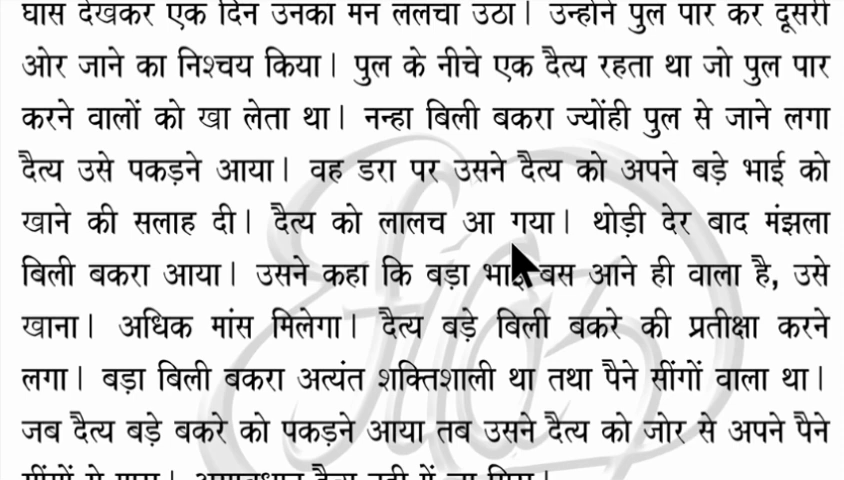 घास देखकर एक दिन उनका मन ललचा उठा। उन्होंने पुल पार कर दूसरी
ओर जाने का निश्चय किया। पुल के नीचे एक दैत्य रहता था जो पुल पार
करने वालों को खा लेता था। नन्हा बिली बकरा ज्योंही पुल से जाने लगा
दैत्य उसे पकड़ने आया। वह डरा पर उसने दैत्य को अपने बड़े भाई को
खाने की सलाह दी। दैत्य को लालच आ गया। थोड़ी देर बाद मंझला
बिली बकरा आया। उसने कहा कि बड़ा भाई बस आने ही वाला है, उसे
खाना। अधिक मांस मिलेगा। दैत्य बड़े बिली बकरे की प्रतीक्षा करने
लगा। बड़ा बिली बकरा अत्यंत शक्तिशाली था तथा पैने सींगों वाला था।
जब दैत्य बड़े बकरे को पकड़ने आया तब उसने दैत्य को जोर से अपने पैने